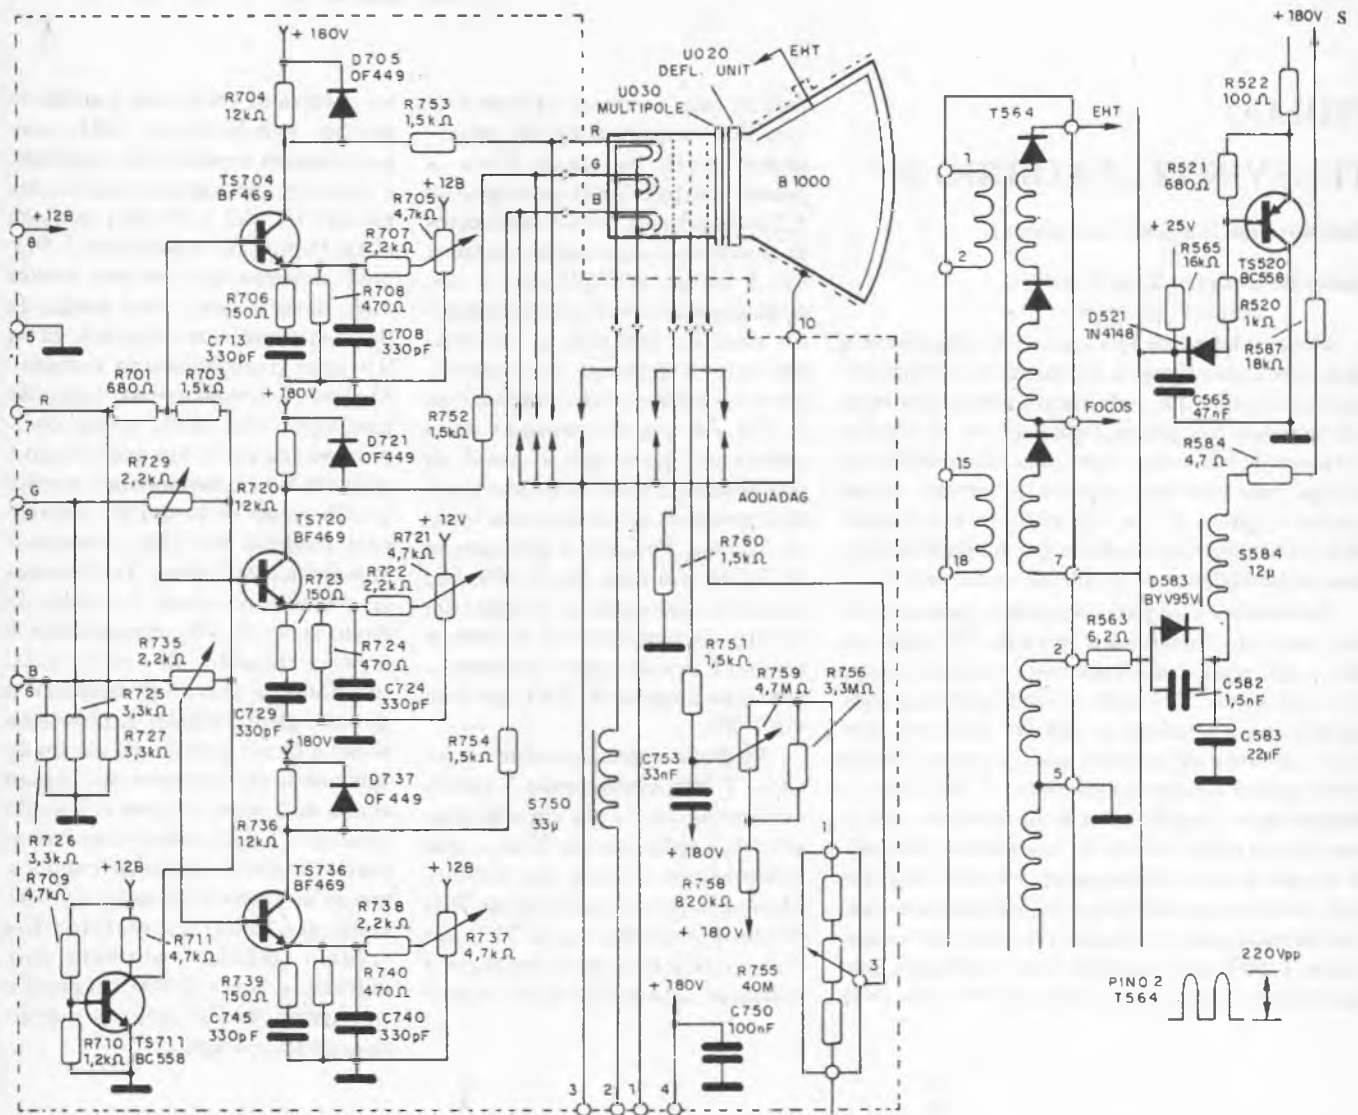 + 180V
D705
OF449
R704
12kΩ
R753
1,5kΩ
TS704
BF469
+12B
8
5
R706
150Ω
C713
330pF
+ 12B
R705
4,7kΩ
R707
2,2kΩ
R708
470Ω
C708
330pF
R
7
R701
680Ω
R703
1,5kΩ
+180V
D721
OF449
R752
1,5kΩ
R729
2,2kΩ
R720
12kΩ
G
9
TS720
BF469
+ 12V
R721
4,7kΩ
R722
2,2kΩ
R723
150Ω
R724
470Ω
C724
330pF
C729
330pF
R735
2,2kΩ
B
R725
3,3kΩ
R727
3,3kΩ
+180V
R754
1,5kΩ
D737
OF449
R736
12kΩ
R726
3,3kΩ
R709
4,7kΩ
+12B
R711
4,7kΩ
TS736
BF469
+12B
R738
2,2kΩ
R737
4,7kΩ
R739
150Ω
R740
470Ω
C745
330pF
C740
330pF
R710
1,2kΩ
TS711
BC558
U020
DEFL. UNIT
EHT
U030
MULTIPOLE
R
G
B
B 1000
10
AQUADAG
R760
1,5kΩ
R751
1,5kΩ
R759
4,7MΩ
R756
3,3MΩ
C753
33nF
S750
33µ
+180V
R758
820kΩ
+ 180V
+ 180V
R755
40M
C750
100nF
1
3
3
2
1
4
T564
EHT
1
2
15
18
FOCOS
7
2
5
+ 180V
S
R522
100Ω
R521
680Ω
+ 25V
R565
16kΩ
TS520
BC558
R520
1kΩ
D521
1N4148
R587
18kΩ
C565
47nF
R584
4,7Ω
S584
12µ
D583
BYV95V
R563
6,2Ω
C582
1,5nF
C583
22µF
PINO 2
T564
220Vpp